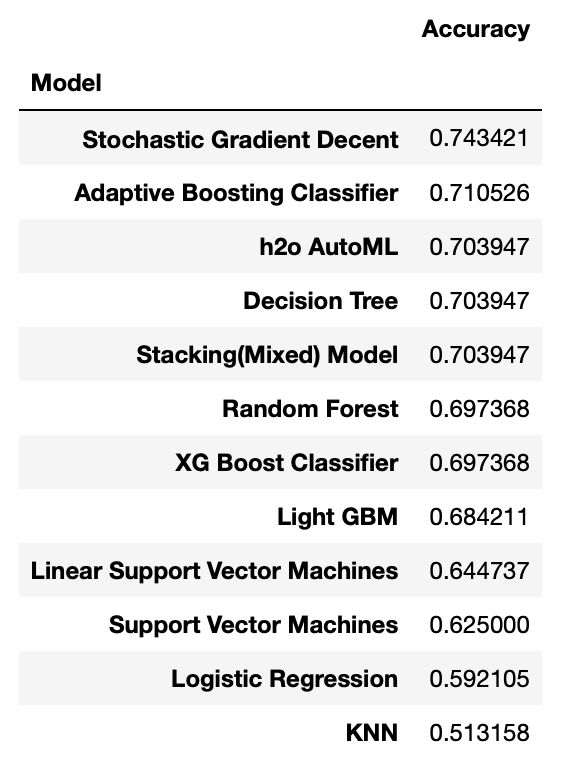 Accuracy
Model
Stochastic Gradient Decent 0.743421
Adaptive Boosting Classifier 0.710526
h2o AutoML 0.703947
Decision Tree 0.703947
Stacking(Mixed) Model 0.703947
Random Forest 0.697368
XG Boost Classifier 0.697368
Light GBM 0.684211
Linear Support Vector Machines 0.644737
Support Vector Machines 0.625000
Logistic Regression 0.592105
KNN 0.513158